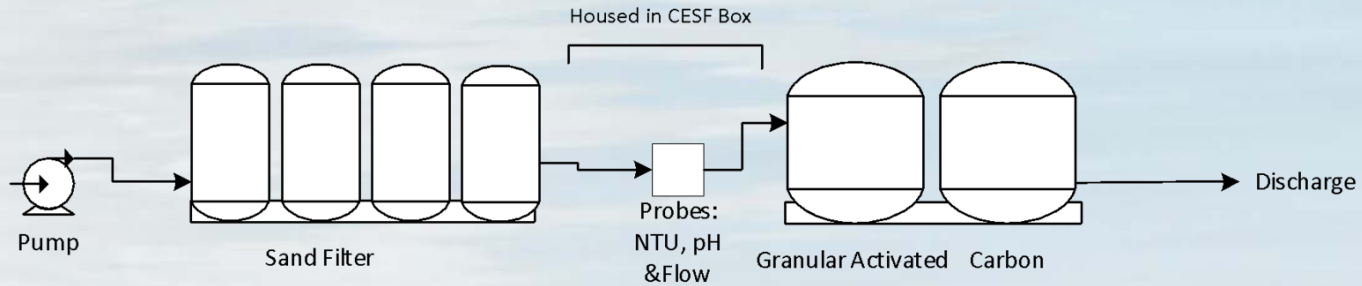 Housed in CESF Box
Pump
Sand Filter
Probes:
NTU, pH
&Flow
Granular Activated Carbon
Discharge